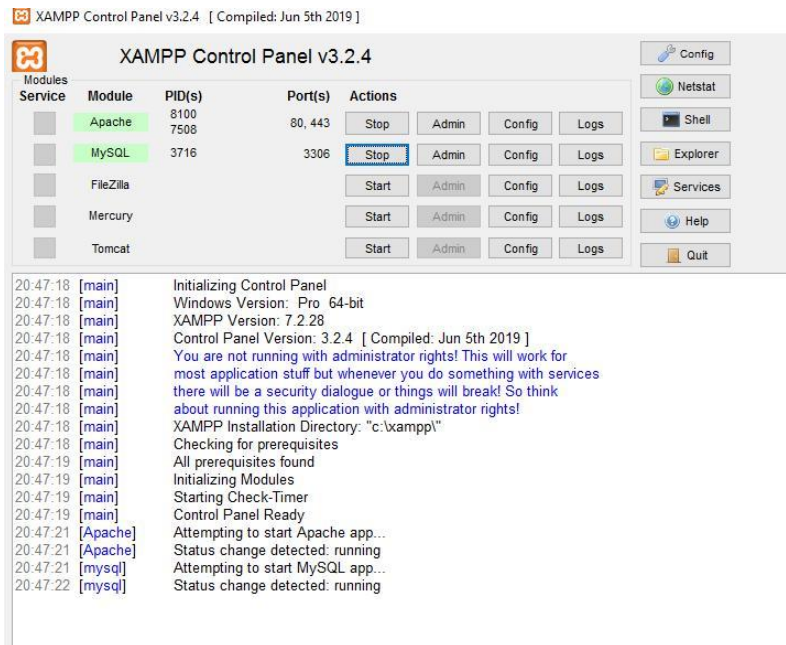 XAMPP Control Panel v3.2.4 [ Compiled: Jun 5th 2019 ]
XAMPP Control Panel v3.2.4
Config
Modules
Service Module PID(s) Port(s) Actions
Netstat
Apache 8100 7508 80, 443 Stop Admin Config Logs
Shell
MySQL 3716 3306 Stop Admin Config Logs
Explorer
FileZilla Start Admin Config Logs
Services
Mercury Start Admin Config Logs
Help
Tomcat Start Admin Config Logs
Quit
20:47:18 [main] Initializing Control Panel
20:47:18 [main] Windows Version: Pro 64-bit
20:47:18 [main] XAMPP Version: 7.2.28
20:47:18 [main] Control Panel Version: 3.2.4 [ Compiled: Jun 5th 2019 ]
20:47:18 [main] You are not running with administrator rights! This will work for
20:47:18 [main] most application stuff but whenever you do something with services
20:47:18 [main] there will be a security dialogue or things will break! So think
20:47:18 [main] about running this application with administrator rights!
20:47:18 [main] XAMPP Installation Directory: "c:\xampp\"
20:47:18 [main] Checking for prerequisites
20:47:19 [main] All prerequisites found
20:47:19 [main] Initializing Modules
20:47:19 [main] Starting Check-Timer
20:47:19 [main] Control Panel Ready
20:47:21 [Apache] Attempting to start Apache app...
20:47:21 [Apache] Status change detected: running
20:47:21 [mysql] Attempting to start MySQL app...
20:47:22 [mysql] Status change detected: running